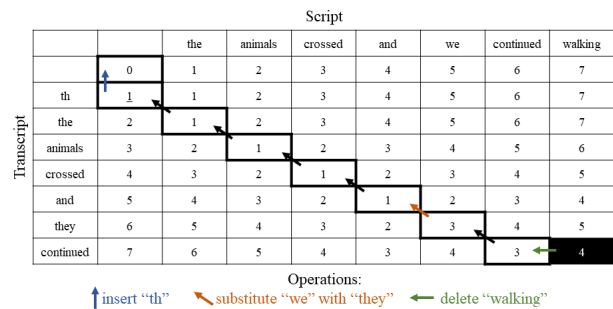 Script
the animals crossed and we continued walking
0 1 2 3 4 5 6 7
th 1 1 2 3 4 5 6 7
the 2 1 2 3 4 5 6 7
animals 3 2 1 2 3 4 5 6
crossed 4 3 2 1 2 3 4 5
and 5 4 3 2 1 2 3 4
they 6 5 4 3 2 3 4 5
continued 7 6 5 4 3 4 3 4
Transcript
Operations:
insert “th” substitute “we” with “they” delete “walking”